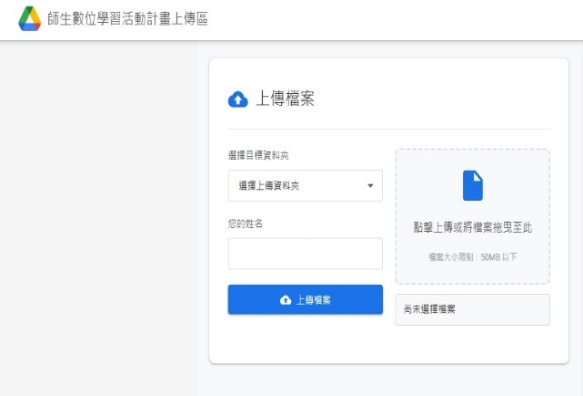 師生數位學習活動計畫上傳區
上傳檔案
選擇目標資料夾
選擇上傳資料夾
您的姓名
上傳檔案
點擊上傳或將檔案拖曳至此
檔案大小限制：50MB 以下
尚未選擇檔案